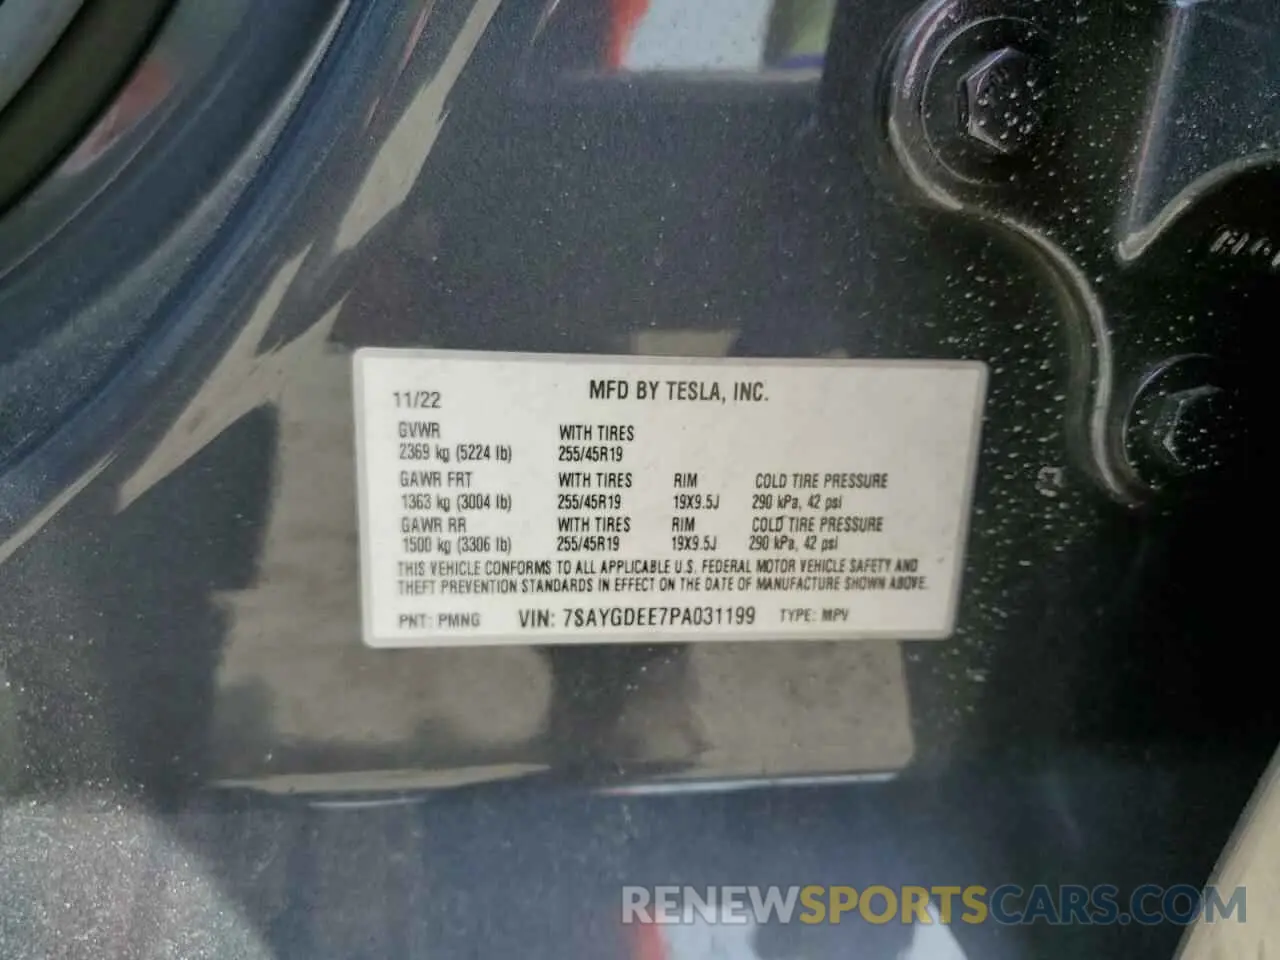 MFD BY TESLA, INC.
11/22
GVWR WITH TIRES
2369 kg (5224 lb) 255/45R19
GAWR FRT WITH TIRES RIM COLD TIRE PRESSURE
1363 kg (3004 lb) 255/45R19 19X9.5J 290 kPa, 42 psi
GAWR RR WITH TIRES RIM COLD TIRE PRESSURE
1500 kg (3306 lb) 255/45R19 19X9.5J 290 kPa, 42 psi
THIS VEHICLE CONFORMS TO ALL APPLICABLE U.S. FEDERAL MOTOR VEHICLE SAFETY AND
THEFT PREVENTION STANDARDS IN EFFECT ON THE DATE OF MANUFACTURE SHOWN ABOVE.
PNT: PMNG VIN: 7SAYGDEE7PA031199 TYPE: MPV
RENEWSPORTSCARS.COM